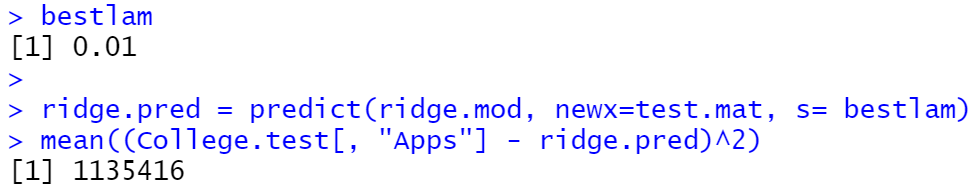 > bestlam
[1] 0.01
>
> ridge.pred = predict(ridge.mod, newx=test.mat, s= bestlam)
> mean((College.test[, "Apps"] - ridge.pred)^2)
[1] 1135416